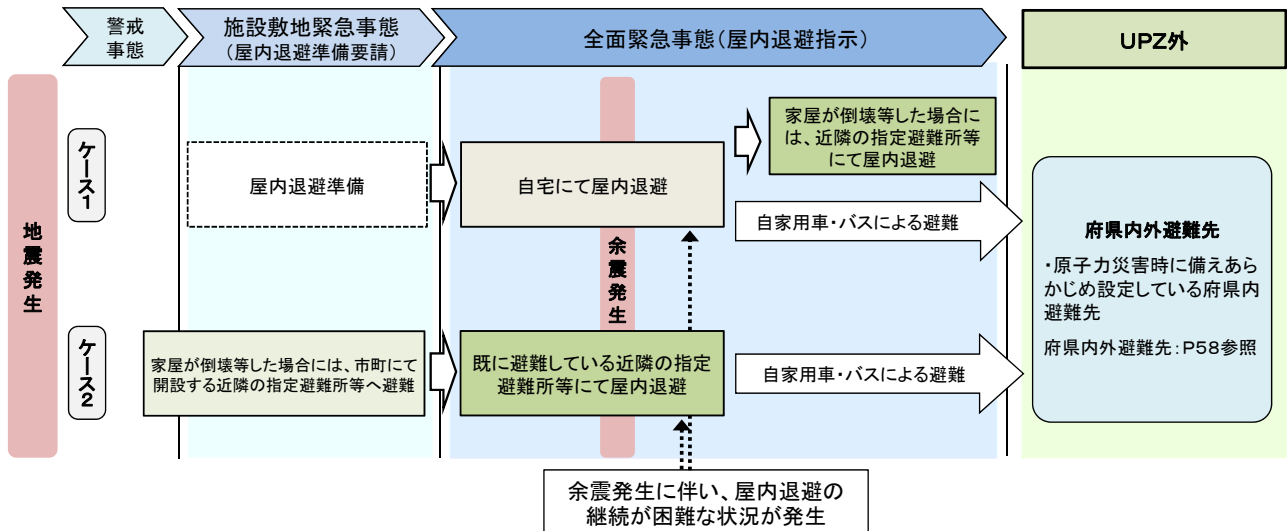 警戒
事態
施設敷地緊急事態
(屋内退避準備要請)
全面緊急事態(屋内退避指示)
UPZ外
地震発生
ケース1
屋内退避準備
自宅にて屋内退避
家屋が倒壊等した場合に
は、近隣の指定避難所等
にて屋内退避
自家用車・バスによる避難
余震発生
府県内外避難先
・原子力災害時に備えあら
かじめ設定している府県内
避難先
府県内外避難先:P58参照
ケース2
家屋が倒壊等した場合には、市町にて
開設する近隣の指定避難所等へ避難
既に避難している近隣の指定
避難所等にて屋内退避
自家用車・バスによる避難
余震発生に伴い、屋内退避の
継続が困難な状況が発生